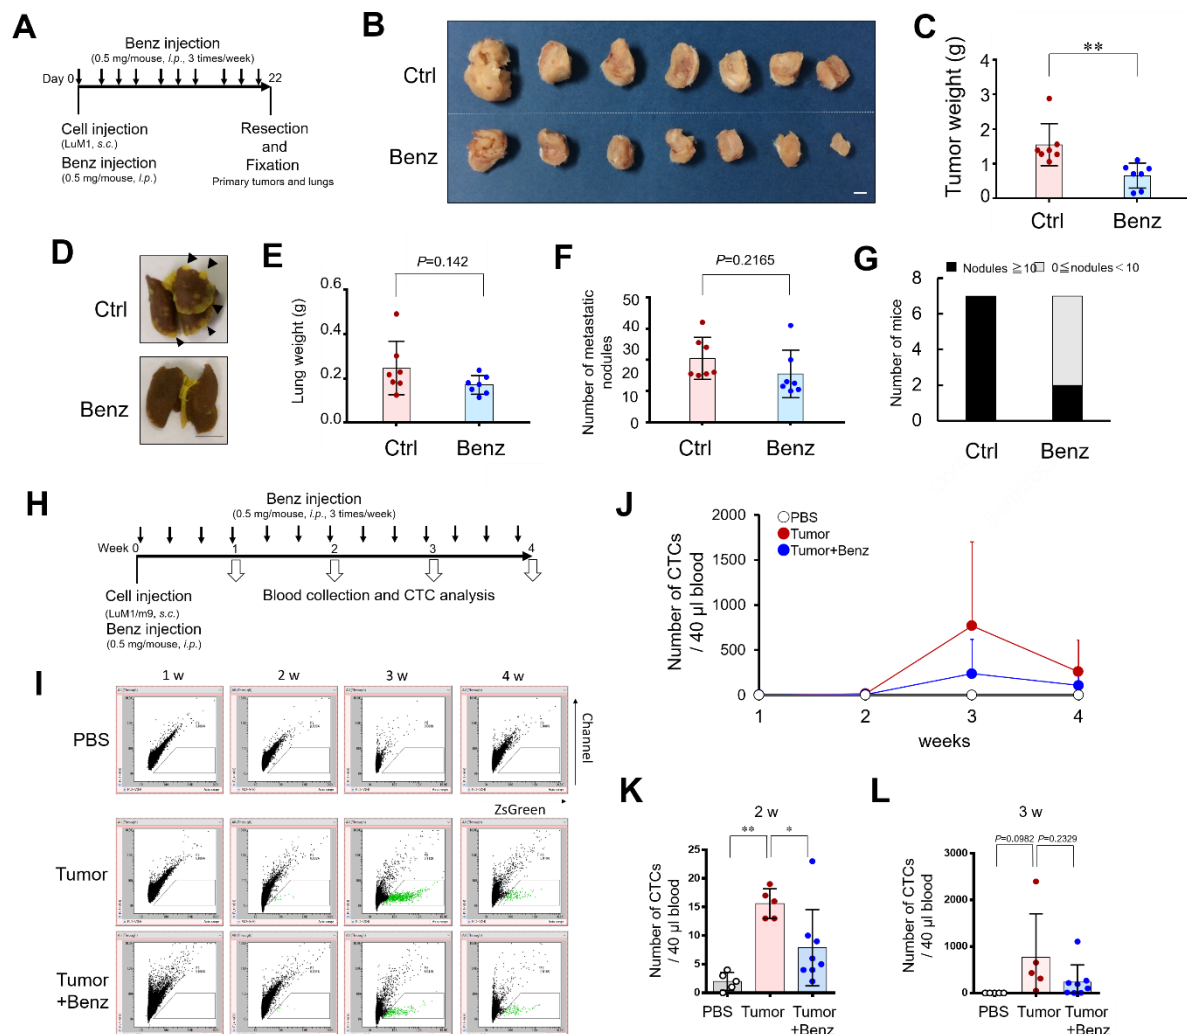 A
Benz injection
(0.5 mg/mouse, i.p., 3 times/week)
Day 0
22
Cell injection
(LuM1, s.c.)
Benz injection
(0.5 mg/mouse, i.p.)
Resection
and
Fixation
Primary tumors and lungs
B
Ctrl
Benz
C
**
Tumor weight (g)
4
3
2
1
0
Ctrl
Benz
D
Ctrl
Benz
E
P=0.142
Lung weight (g)
0.6
0.4
0.2
0.0
Ctrl
Benz
F
P=0.2165
Number of metastatic
nodules
50
40
30
20
10
0
Ctrl
Benz
G
Nodules ≧10
0≦nodules<10
Number of mice
8
6
4
2
0
Ctrl
Benz
H
Benz injection
(0.5 mg/mouse, i.p., 3 times/week)
Week 0
1
2
3
4
Cell injection
(LuM1/m9, s.c.)
Benz injection
(0.5 mg/mouse, i.p.)
Blood collection and CTC analysis
I
1 w
2 w
3 w
4 w
PBS
Tumor
Tumor
+Benz
Channel
ZsGreen
J
PBS
Tumor
Tumor+Benz
Number of CTCs
/ 40 µl blood
2000
1500
1000
500
0
1
2
3
4
weeks
K
2 w
**
*
Number of CTCs
/ 40 µl blood
25
20
15
10
5
0
PBS
Tumor
Tumor
+Benz
L
3 w
P=0.0982
P=0.2329
Number of CTCs
/ 40 µl blood
3000
2000
1000
0
PBS
Tumor
Tumor
+Benz